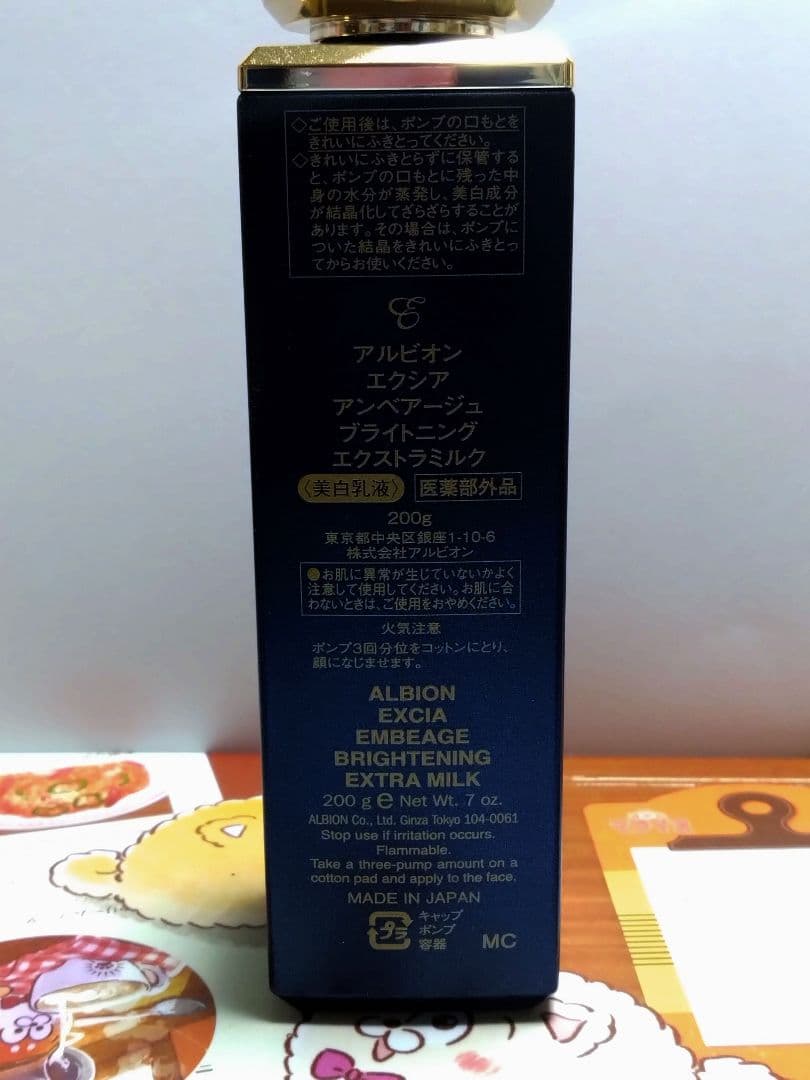 ◇ご使用後は、ポンプの口もとを
きれいにふきとってください。
◇きれいにふきとらずに保管する
と、ポンプの口もとに残った中
身の水分が蒸発し、美白成分
が結晶化してざらざらすることが
あります。その場合は、ポンプに
ついた結晶をきれいにふきとっ
てからお使いください。
アルビオン
エクシア
アンベアージュ
ブライトニング
エクストラミルク
〈美白乳液〉 医薬部外品
200g
東京都中央区銀座1-10-6
株式会社アルビオン
●お肌に異常が生じていないかよく
注意して使用してください。お肌に合
わないときは、ご使用をおやめください。
火気注意
ポンプ3回分位をコットンにとり、
顔になじませます。
ALBION
EXCIA
EMBEAGE
BRIGHTENING
EXTRA MILK
200 g ℮ Net Wt. 7 oz.
ALBION Co., Ltd. Ginza Tokyo 104-0061
Stop use if irritation occurs.
Flammable.
Take a three-pump amount on a
cotton pad and apply to the face.
MADE IN JAPAN
プラ
キャップ
ポンプ
容器
MC